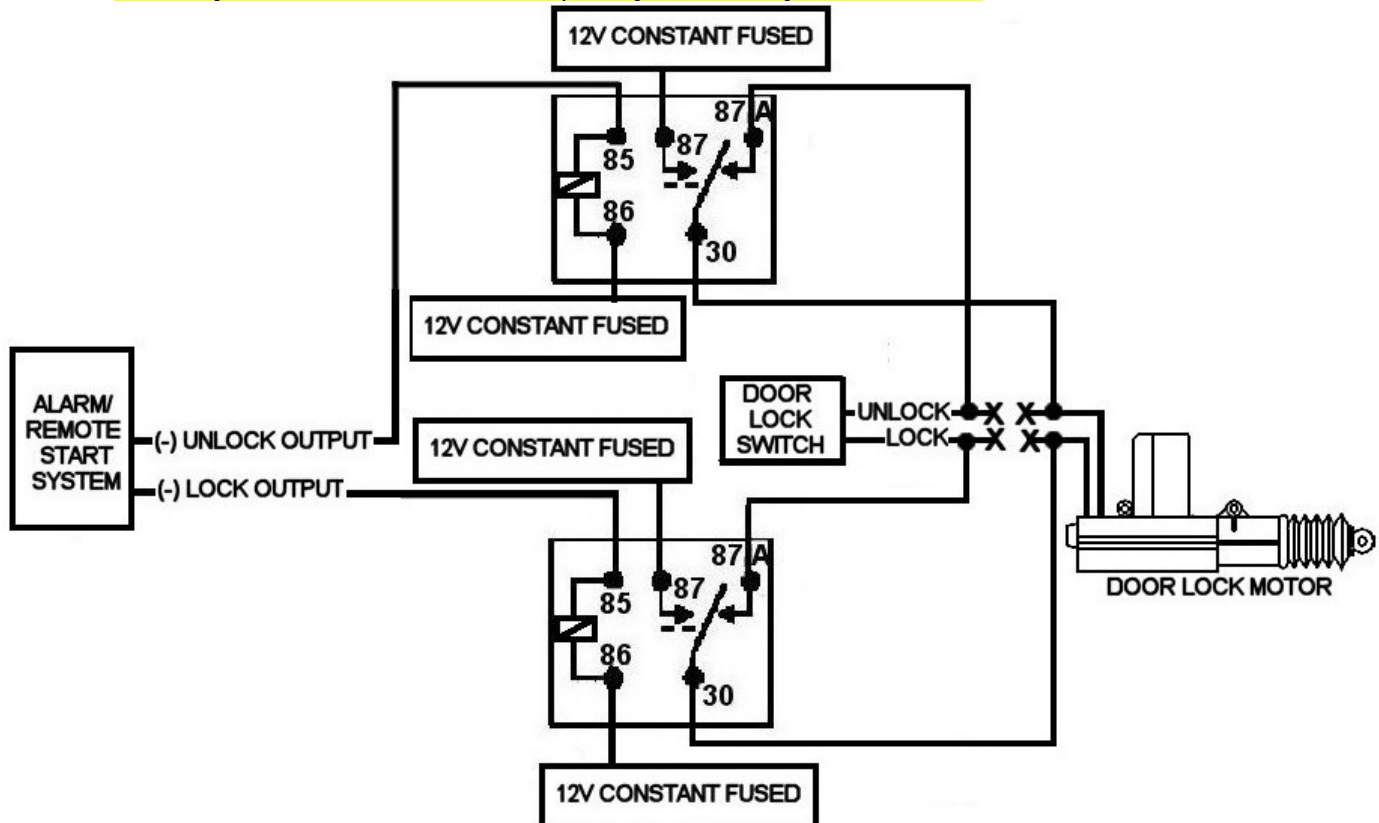 12V CONSTANT FUSED
87 A
87
85
86
30
12V CONSTANT FUSED
ALARM/
REMOTE
START
SYSTEM
(-) UNLOCK OUTPUT
(-) LOCK OUTPUT
12V CONSTANT FUSED
DOOR
LOCK
SWITCH
UNLOCK
X X
LOCK
X X
87 A
87
85
86
30
DOOR LOCK MOTOR
12V CONSTANT FUSED